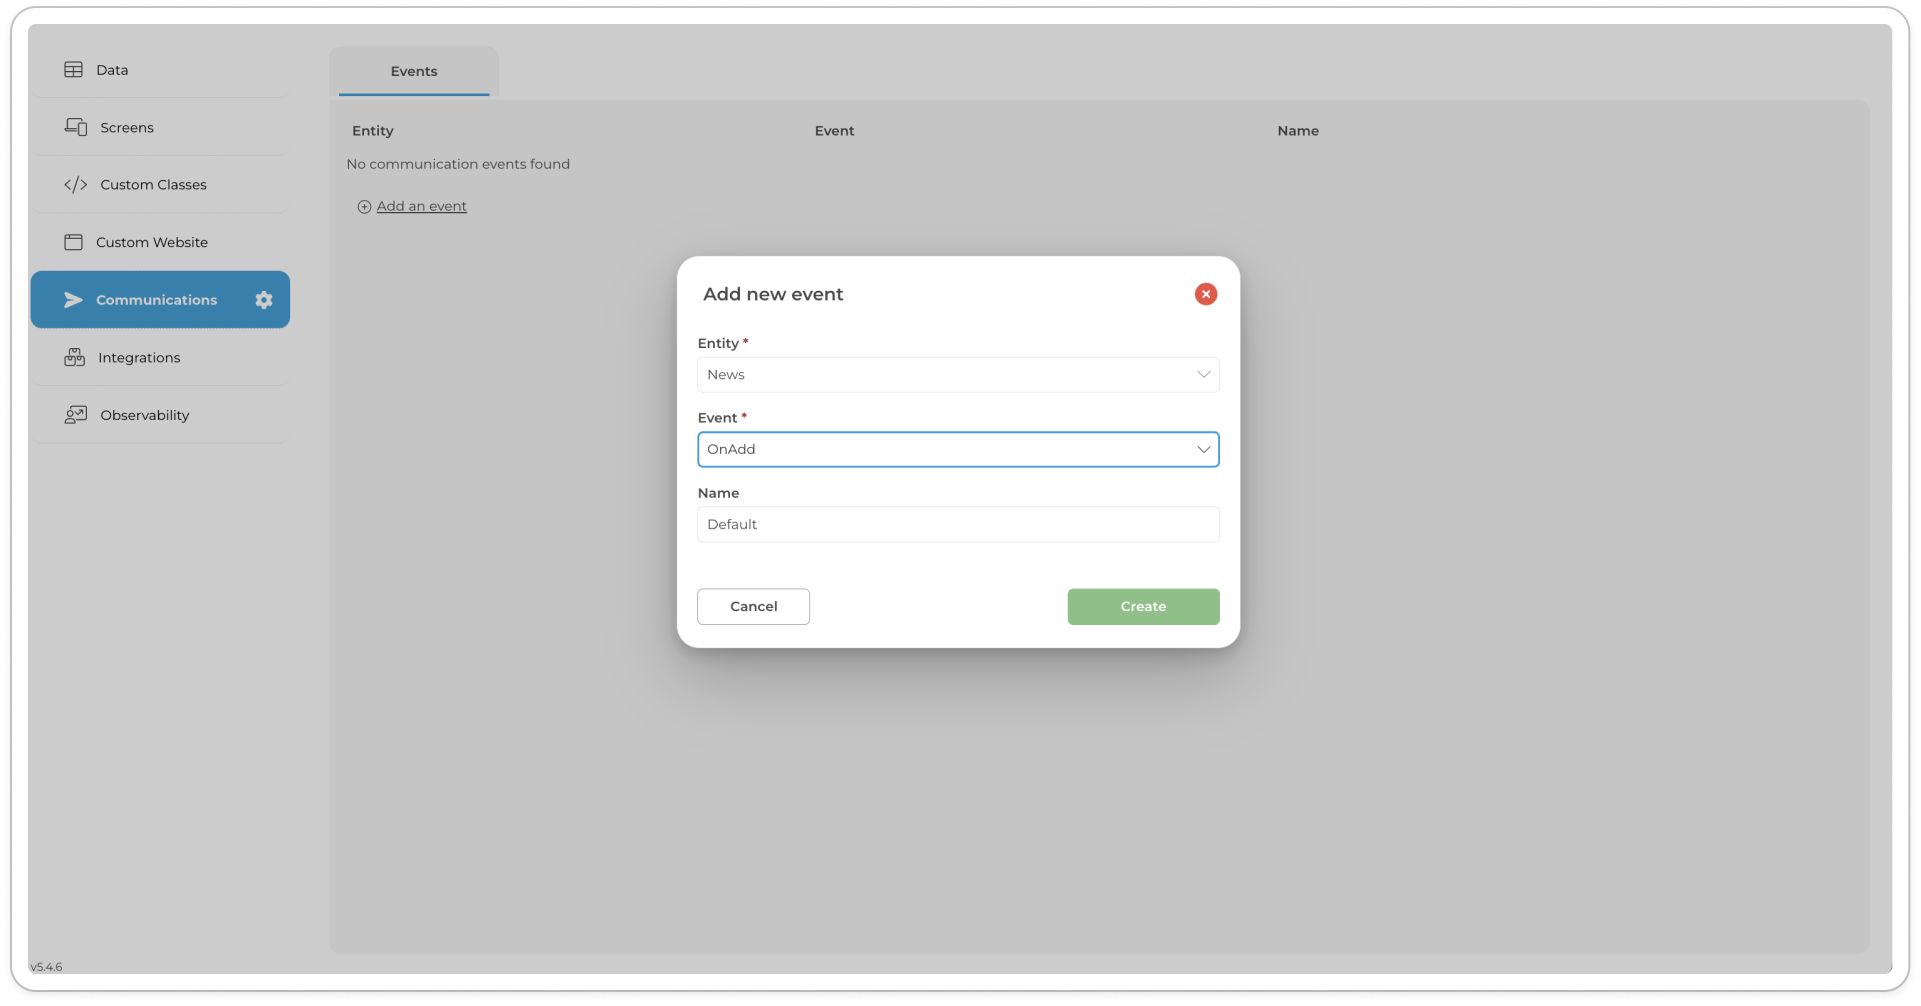 Data
Screens
Custom Classes
Custom Website
Communications
Integrations
Observability
v5.4.6
Events
Entity Event Name
No communication events found
Add an event
Add new event
Entity *
News
Event *
OnAdd
Name
Default
Cancel Create